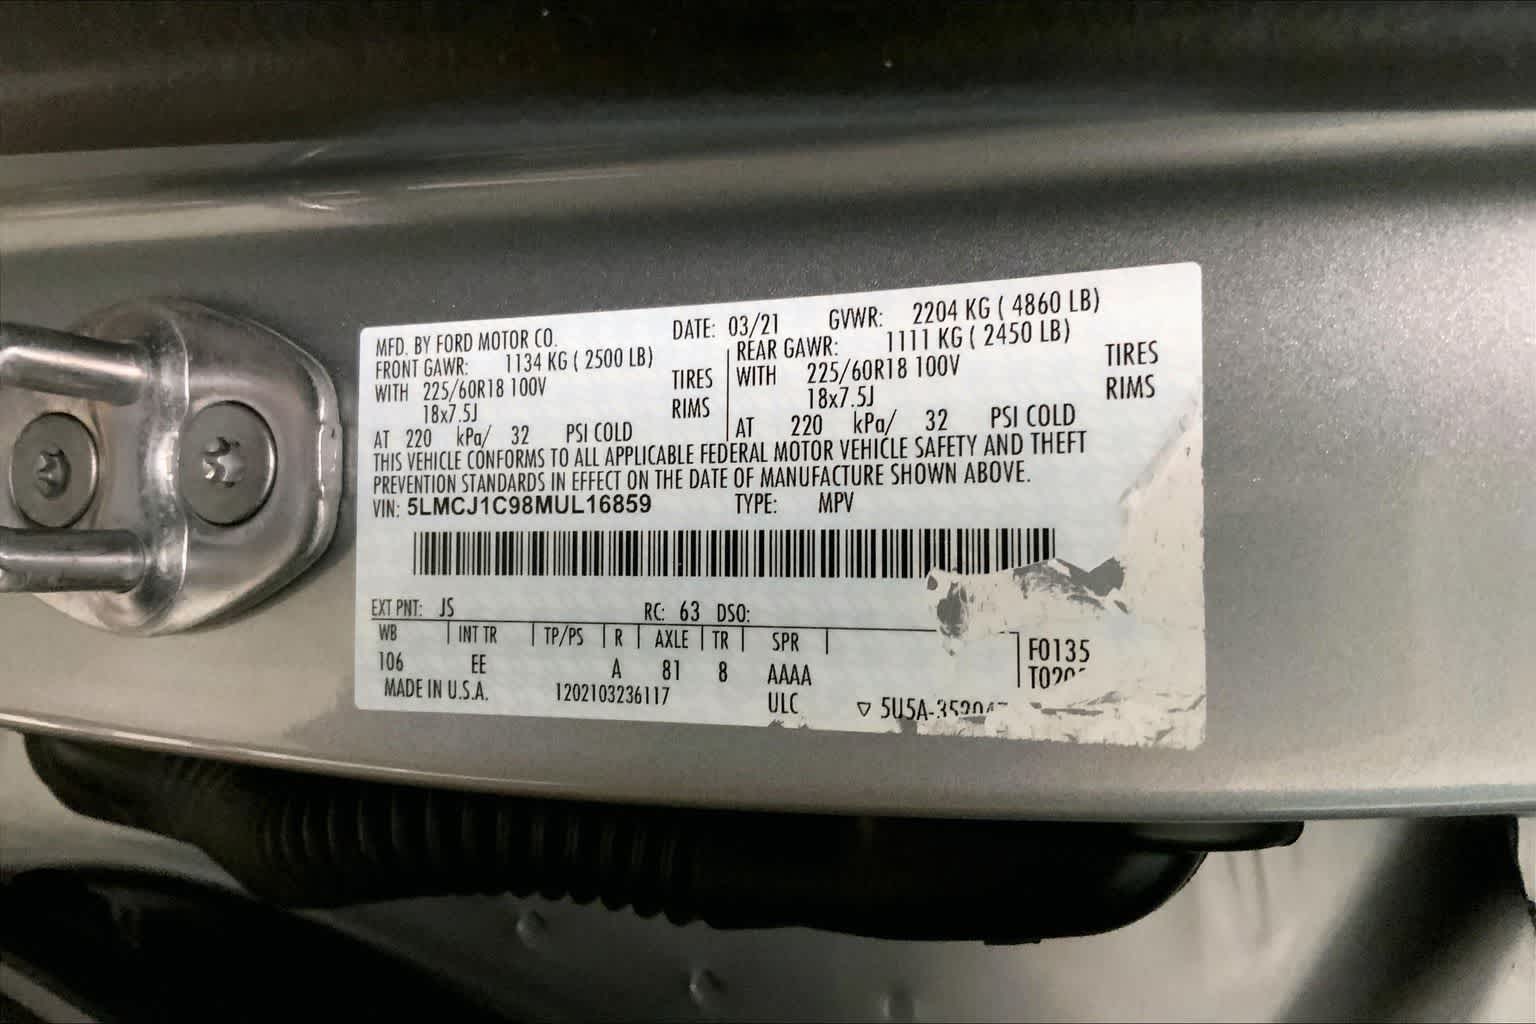 MFD. BY FORD MOTOR CO. DATE: 03/21 GVWR: 2204 KG ( 4860 LB)
FRONT GAWR: 1134 KG ( 2500 LB) REAR GAWR: 1111 KG ( 2450 LB)
WITH 225/60R18 100V TIRES WITH 225/60R18 100V TIRES
18x7.5J RIMS 18x7.5J RIMS
AT 220 kPa/ 32 PSI COLD AT 220 kPa/ 32 PSI COLD
THIS VEHICLE CONFORMS TO ALL APPLICABLE FEDERAL MOTOR VEHICLE SAFETY AND THEFT
PREVENTION STANDARDS IN EFFECT ON THE DATE OF MANUFACTURE SHOWN ABOVE.
VIN: 5LMCJ1C98MUL16859 TYPE: MPV
EXT PNT: JS RC: 63 DSO:
WB INT TR TP/PS R AXLE TR SPR F0135
106 EE A 81 8 AAAA
MADE IN U.S.A. 1202103236117 ULC